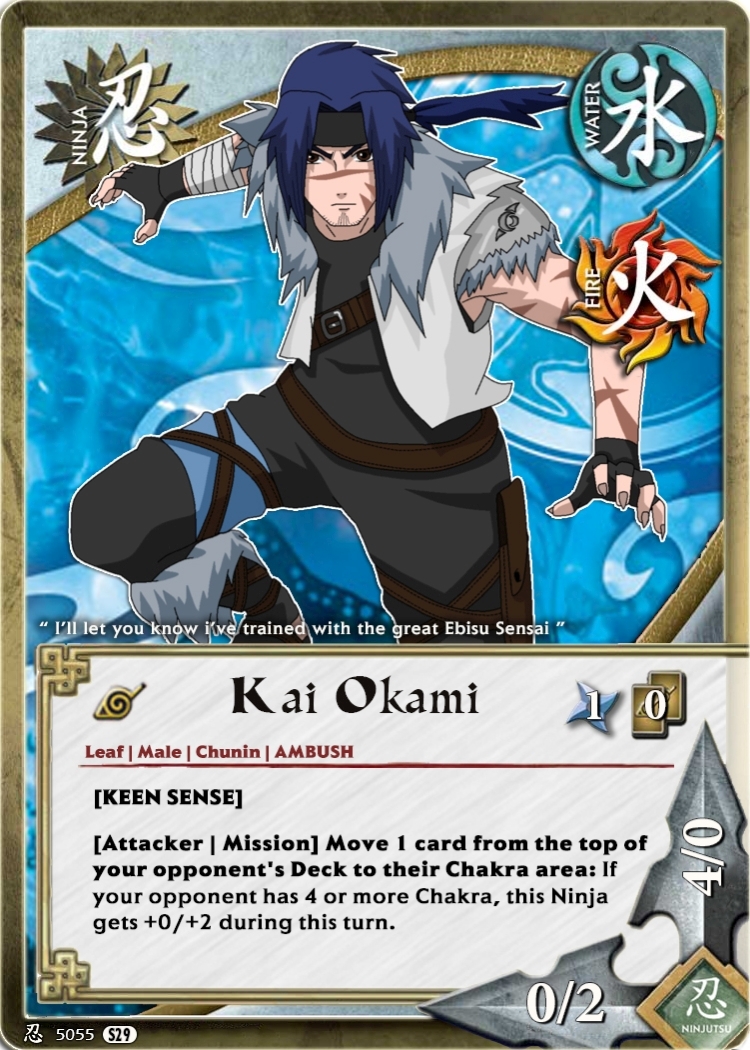 忍
NINJA
水
WATER
火
FIRE
“ I'll let you know i've trained with the great Ebisu Sensai ”
Kai Okami
1
0
Leaf | Male | Chunin | AMBUSH
[KEEN SENSE]
[Attacker | Mission] Move 1 card from the top of
your opponent's Deck to their Chakra area: If
your opponent has 4 or more Chakra, this Ninja
gets +0/+2 during this turn.
4/0
0/2
忍
NINJUTSU
忍 5055 S29